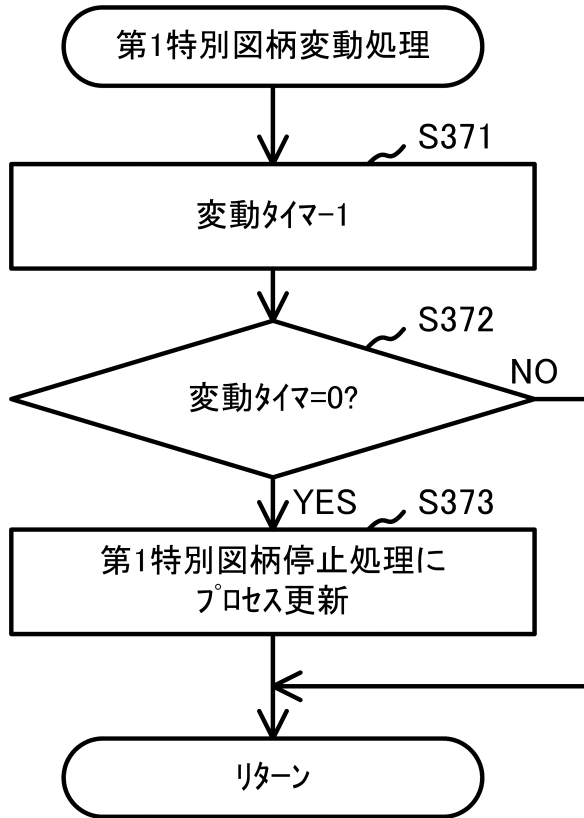 第1特別図柄変動処理
S371
変動タイマ-1
S372
変動タイマ=0?
NO
YES
S373
第1特別図柄停止処理に
プロセス更新
リターン